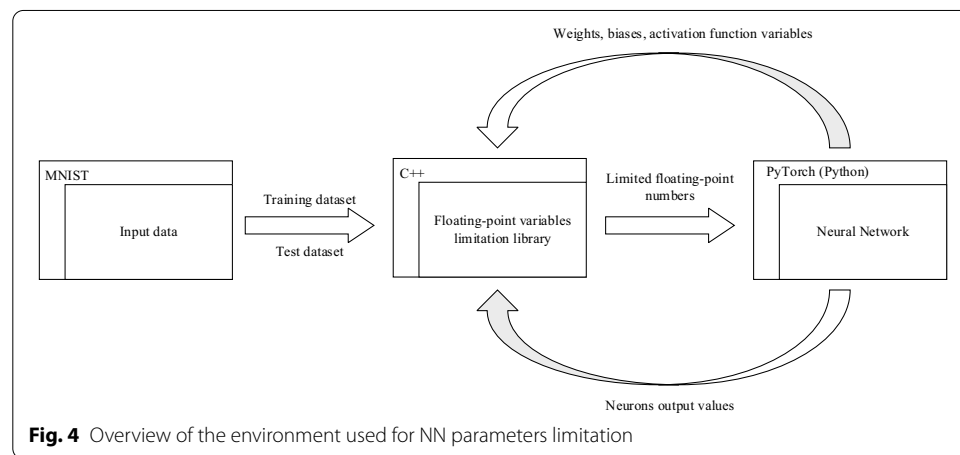 Weights, biases, activation function variables
MNIST
Input data
Training dataset
Test dataset
C++
Floating-point variables
limitation library
Limited floating-point
numbers
PyTorch (Python)
Neural Network
Neurons output values
Fig. 4 Overview of the environment used for NN parameters limitation